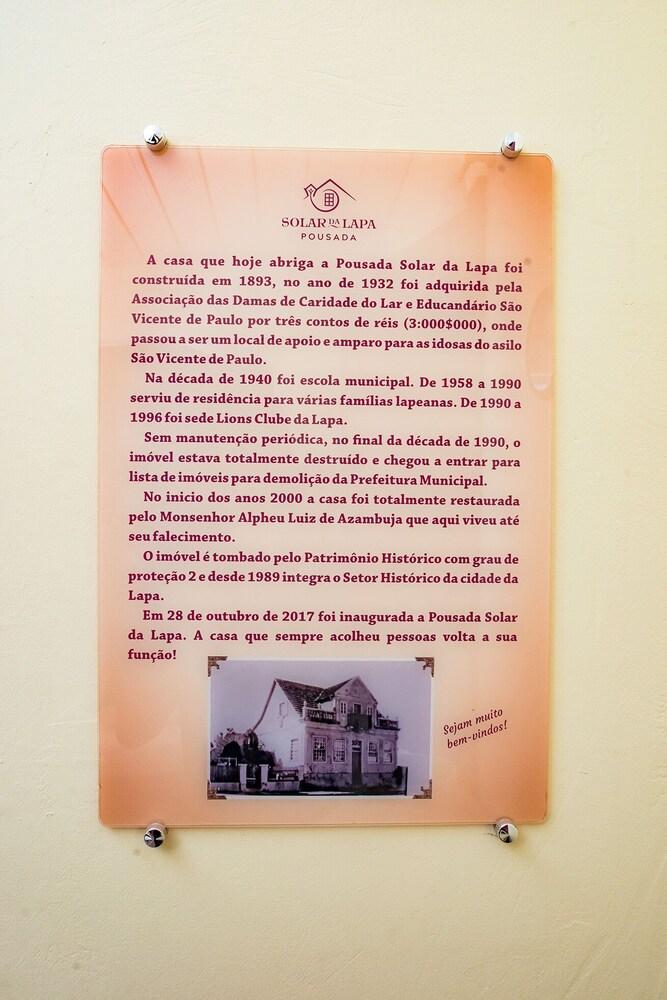 SOLAR DA LAPA
POUSADA
A casa que hoje abriga a Pousada Solar da Lapa foi
construída em 1893, no ano de 1932 foi adquirida pela
Associação das Damas de Caridade do Lar e Educandário São
Vicente de Paulo por três contos de réis (3:000$000), onde
passou a ser um local de apoio e amparo para as idosas do asilo
São Vicente de Paulo.
Na década de 1940 foi escola municipal. De 1958 a 1990
serviu de residência para várias famílias lapeanas. De 1990 a
1996 foi sede Lions Clube da Lapa.
Sem manutenção periódica, no final da década de 1990, o
imóvel estava totalmente destruído e chegou a entrar para
lista de imóveis para demolição da Prefeitura Municipal.
No inicio dos anos 2000 a casa foi totalmente restaurada
pelo Monsenhor Alpheu Luiz de Azambuja que aqui viveu até
seu falecimento.
O imóvel é tombado pelo Patrimônio Histórico com grau de
proteção 2 e desde 1989 integra o Setor Histórico da cidade da
Lapa.
Em 28 de outubro de 2017 foi inaugurada a Pousada Solar
da Lapa. A casa que sempre acolheu pessoas volta a sua
função!
Sejam muito
bem-vindos!